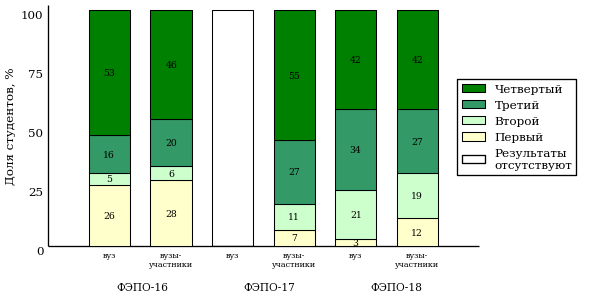 100
75
50
25
0
Доля студентов, %
53
16
5
26
46
20
6
28
55
27
11
7
42
34
21
3
42
27
19
12
Четвертый
Третий
Второй
Первый
Результаты
отсутствуют
вуз
вузы-
участники
вуз
вузы-
участники
вуз
вузы-
участники
ФЭПО-16
ФЭПО-17
ФЭПО-18